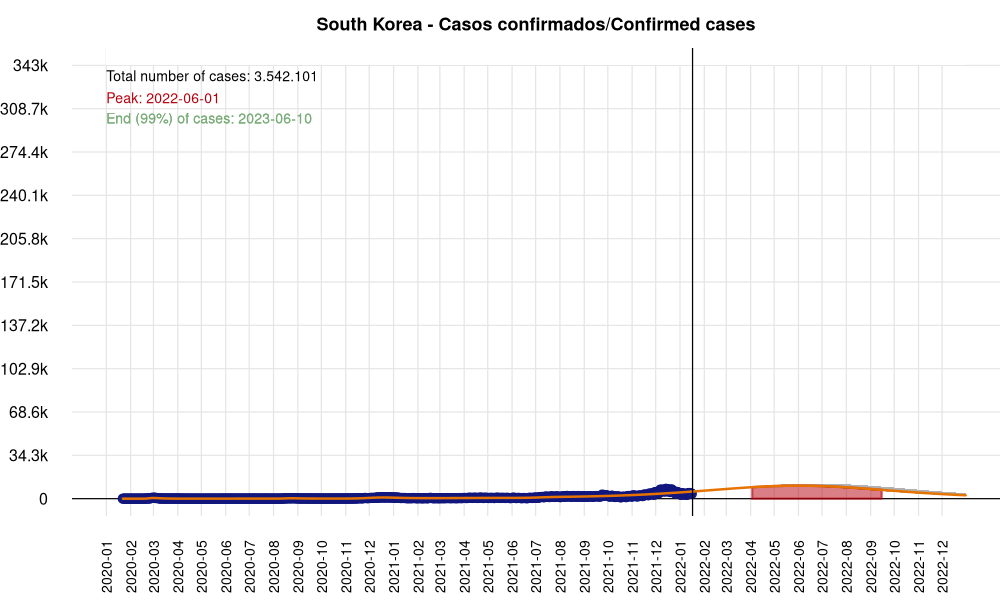 South Korea - Casos confirmados/Confirmed cases
343k
Total number of cases: 3.542.101
Peak: 2022-06-01
308.7k
End (99%) of cases: 2023-06-10
274.4k
240.1k
205.8k
171.5k
137.2k
102.9k
68.6k
34.3k
0
2020-01
2020-02
2020-03
2020-04
2020-05
2020-06
2020-07
2020-08
2020-09
2020-10
2020-11
2020-12
2021-01
2021-02
2021-03
2021-04
2021-05
2021-06
2021-07
2021-08
2021-09
2021-10
2021-11
2021-12
2022-01
2022-02
2022-03
2022-04
2022-05
2022-06
2022-07
2022-08
2022-09
2022-10
2022-11
2022-12